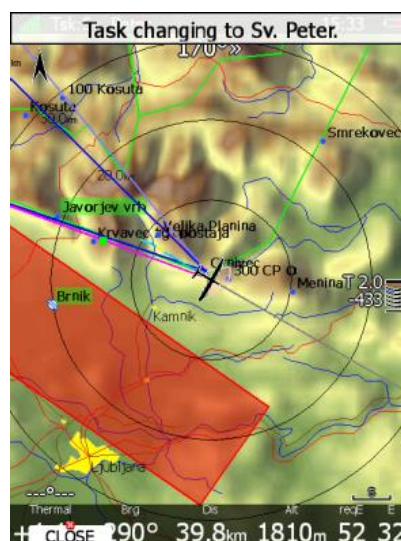 Task changing to Sv. Peter.
170°»
100 Kosuta
Kosuta
Smrekovec
Javorjev vrh
Velika Planina
Krvavec
postaja
300 CP
Menina
T 2.0
-433
Brnik
Kamnik
Ljubljana
Thermal Brg Dis Alt reqE E
CLOSE 290° 39.8km 1810m 52 32